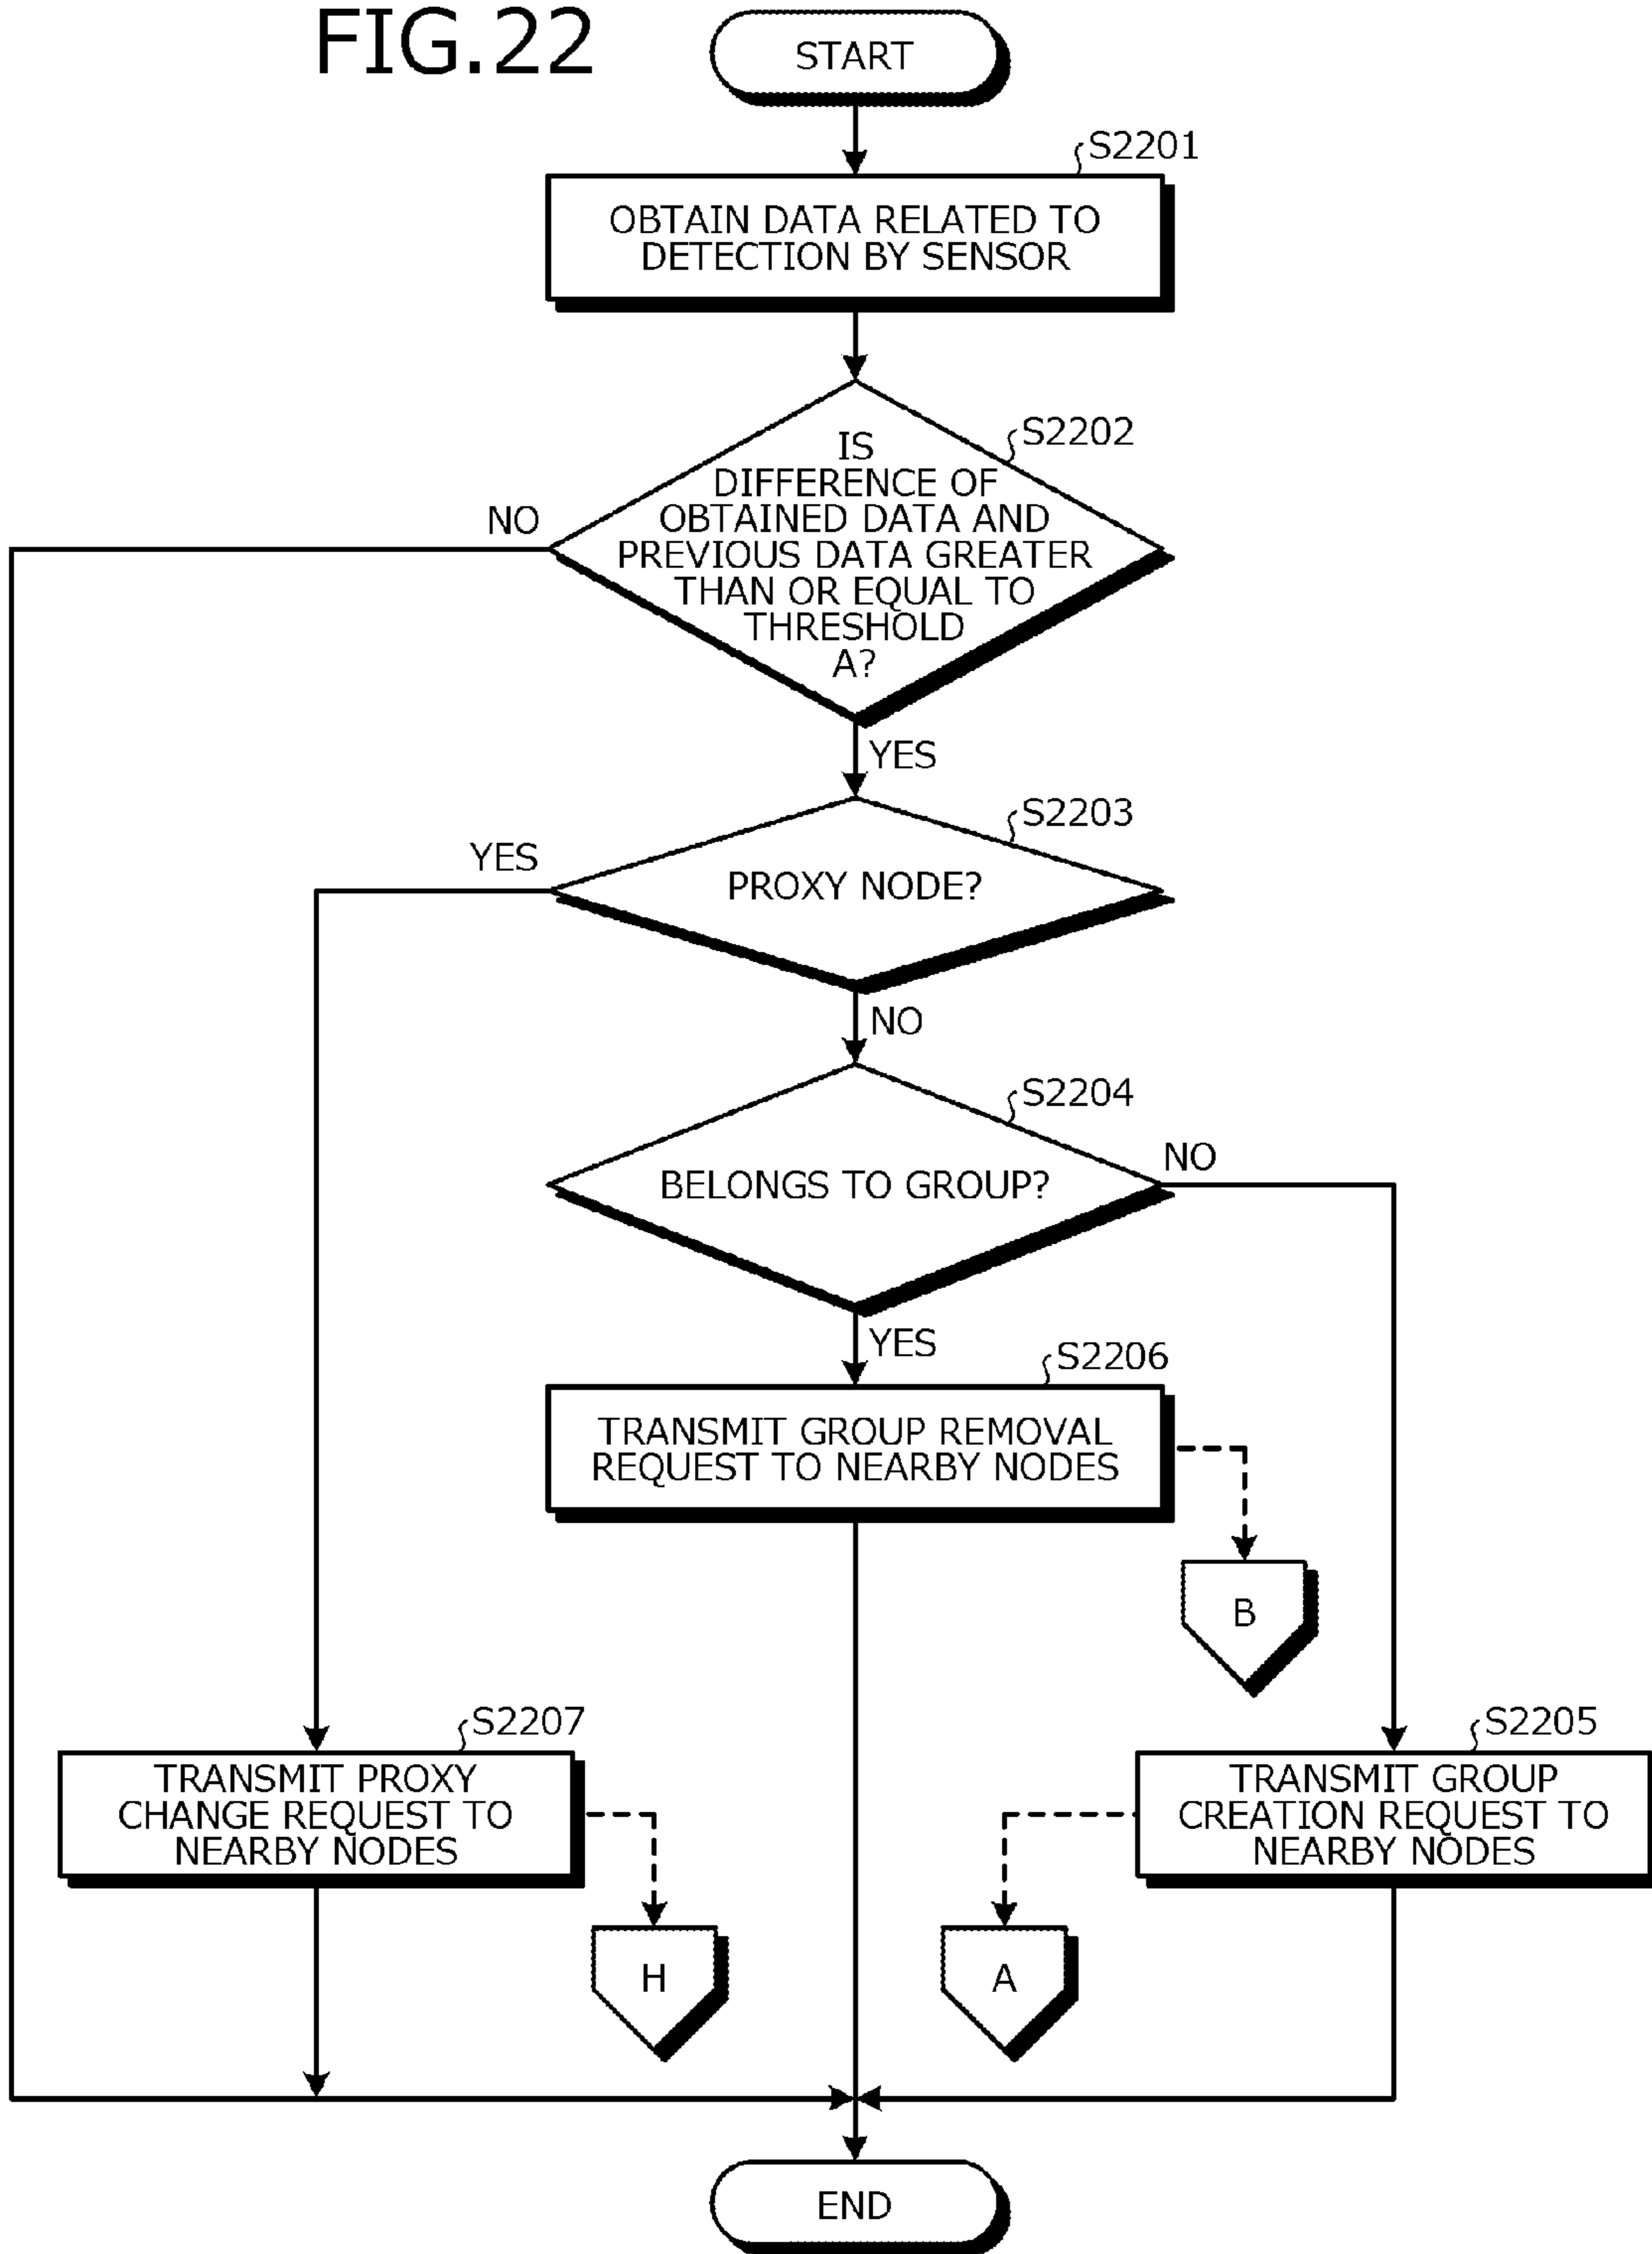 FIG.22
START
S2201
OBTAIN DATA RELATED TO
DETECTION BY SENSOR
S2202
IS
DIFFERENCE OF
OBTAINED DATA AND
PREVIOUS DATA GREATER
THAN OR EQUAL TO
THRESHOLD
A?
NO
YES
S2203
PROXY NODE?
YES
NO
S2204
BELONGS TO GROUP?
NO
YES
S2206
TRANSMIT GROUP REMOVAL
REQUEST TO NEARBY NODES
B
S2207
TRANSMIT PROXY
CHANGE REQUEST TO
NEARBY NODES
H
S2205
TRANSMIT GROUP
CREATION REQUEST TO
NEARBY NODES
A
END